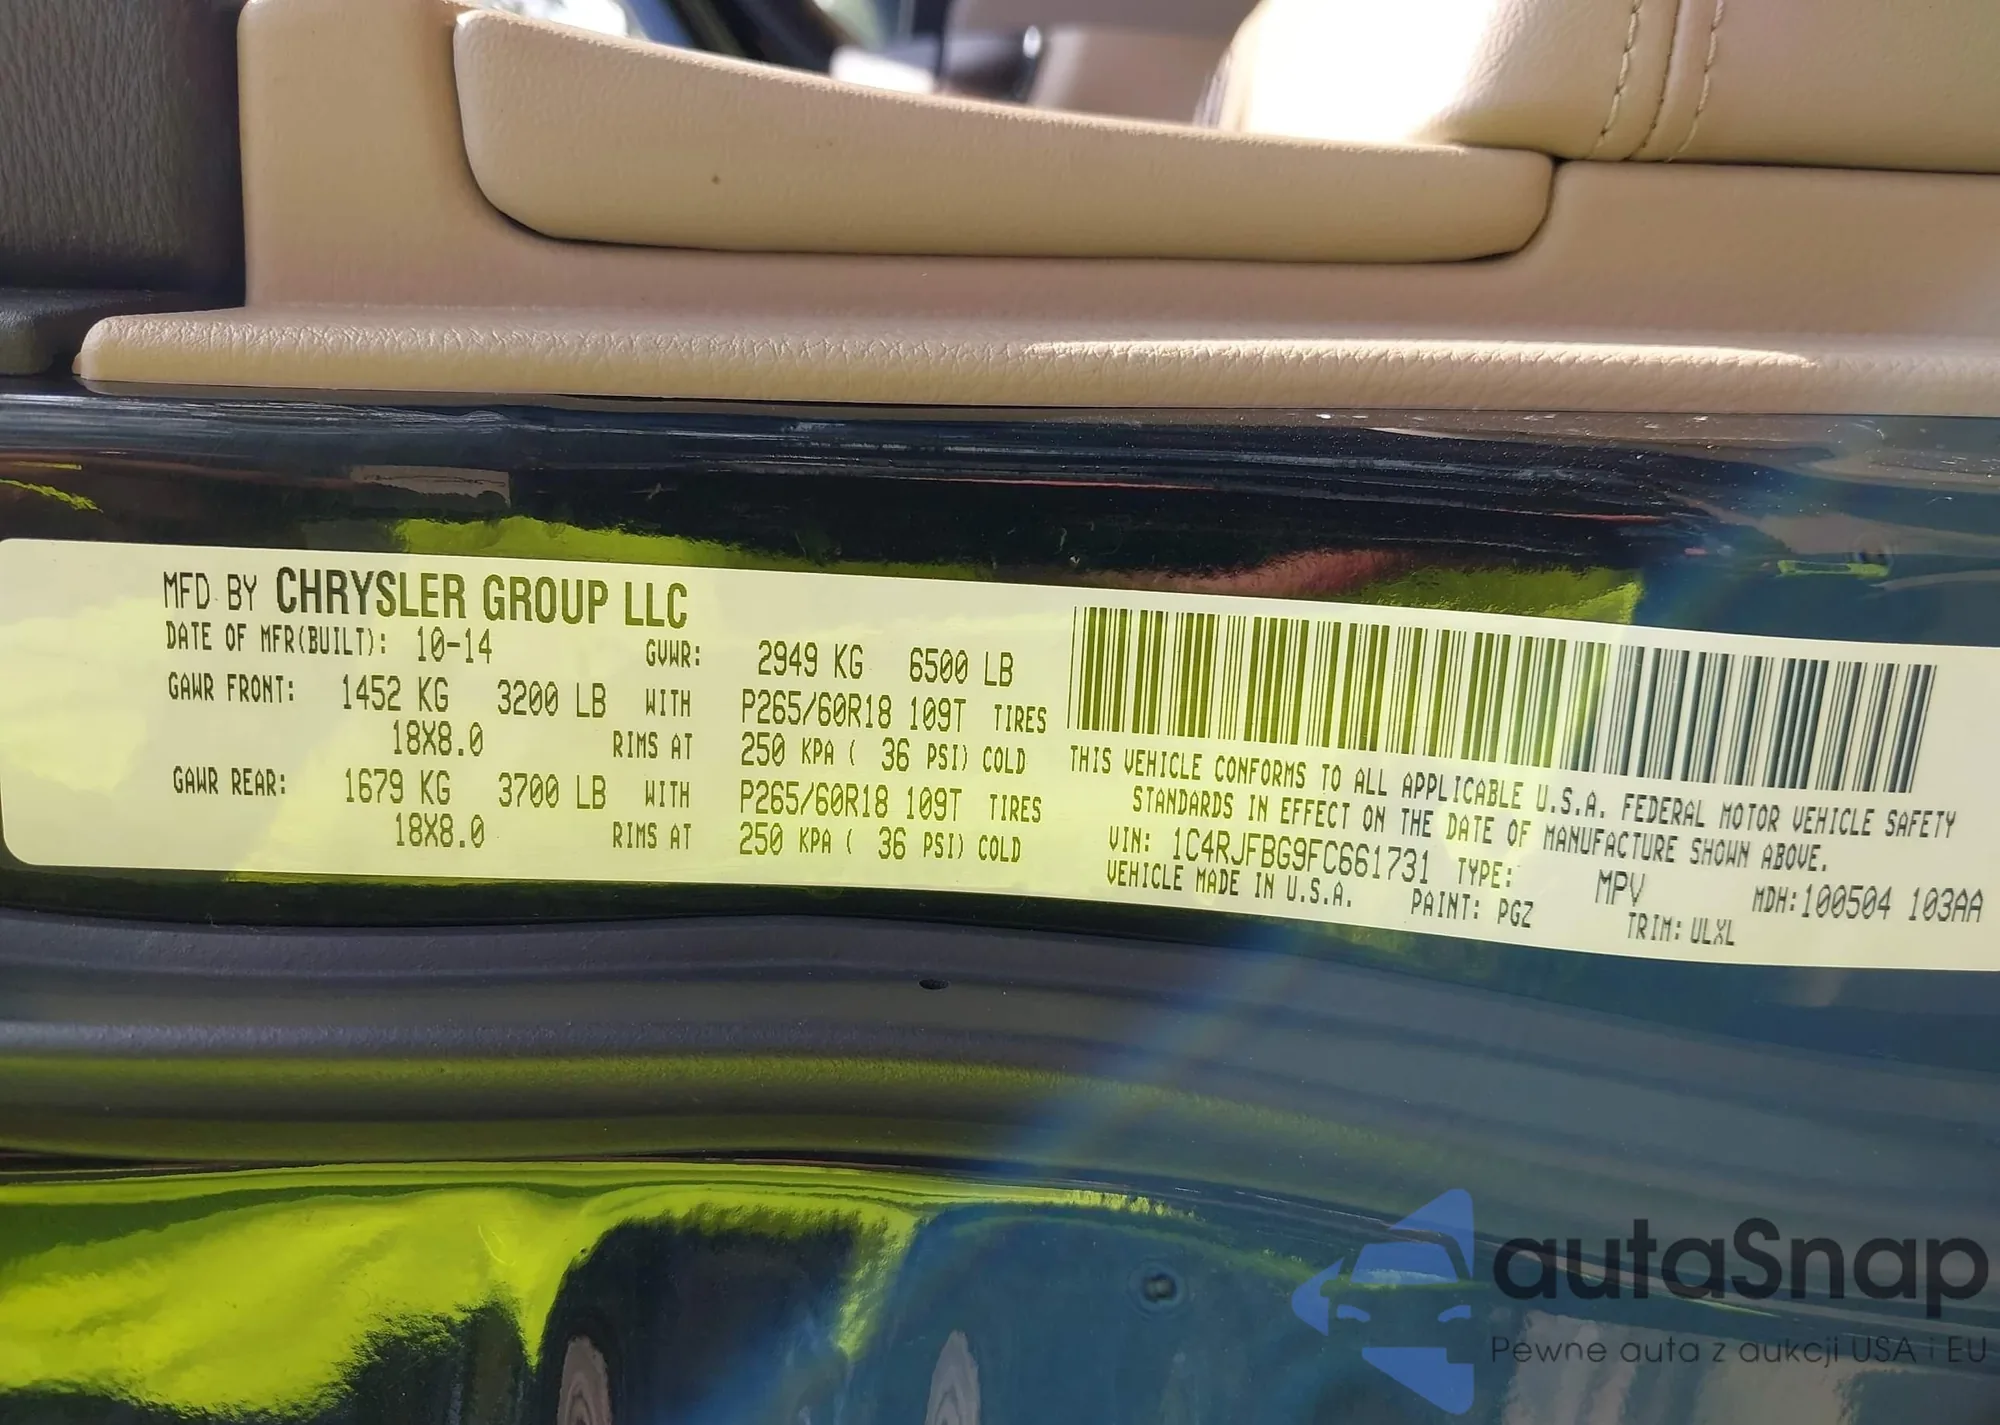 MFD BY CHRYSLER GROUP LLC
DATE OF MFR(BUILT): 10-14 GVWR: 2949 KG 6500 LB
GAWR FRONT: 1452 KG 3200 LB WITH P265/60R18 109T TIRES
18X8.0 RIMS AT 250 KPA ( 36 PSI) COLD
GAWR REAR: 1679 KG 3700 LB WITH P265/60R18 109T TIRES
18X8.0 RIMS AT 250 KPA ( 36 PSI) COLD
THIS VEHICLE CONFORMS TO ALL APPLICABLE U.S.A. FEDERAL MOTOR VEHICLE SAFETY
STANDARDS IN EFFECT ON THE DATE OF MANUFACTURE SHOWN ABOVE.
VIN: 1C4RJFBG9FC661731 TYPE: MPV MDH:100504 103AA
VEHICLE MADE IN U.S.A. PAINT: PGZ TRIM: ULXL
autaSnap
Pewne auta z aukcji USA i EU